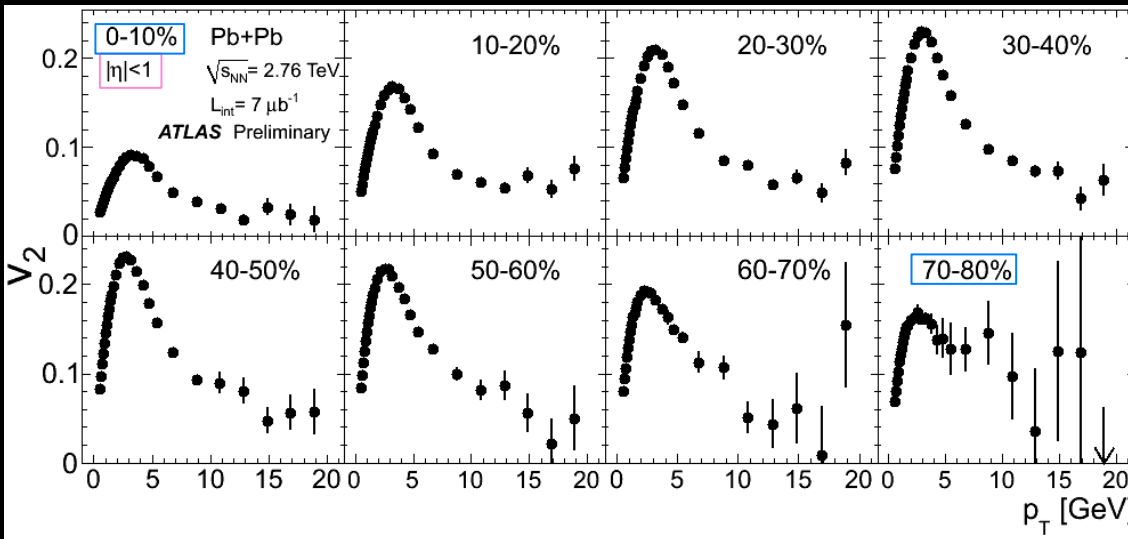 0-10% Pb+Pb
|η|<1 √s_NN= 2.76 TeV
L_int= 7 μb⁻¹
ATLAS Preliminary
10-20%
20-30%
30-40%
0.2
0.1
0
v₂
40-50%
50-60%
60-70%
70-80%
0.2
0.1
0
0 5 10 15 20 0 5 10 15 20 0 5 10 15 20 0 5 10 15 20
p_T [GeV]